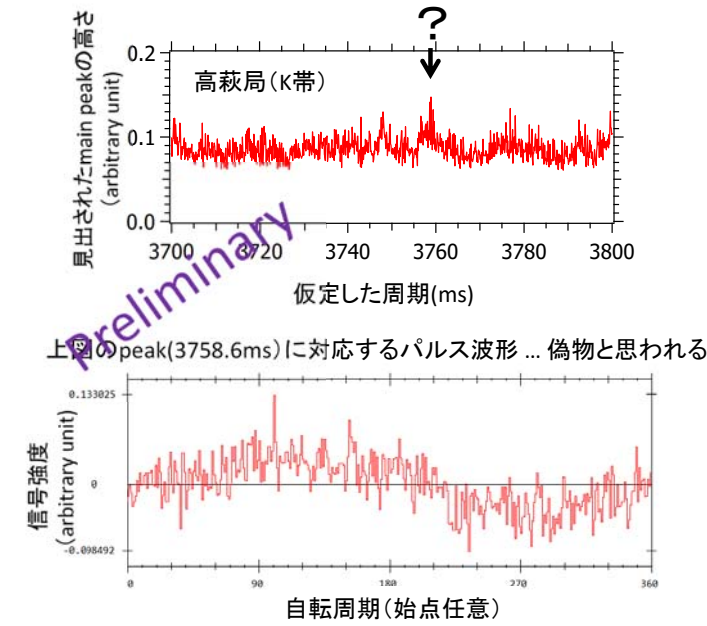 ?
見出されたmain peakの高さ
(arbitrary unit)
0.2
0.1
0.0
高萩局(K帯)
3700 3720 3740 3760 3780 3800
仮定した周期(ms)
Preliminary
上図のpeak(3758.6ms)に対応するパルス波形 ... 偽物と思われる
信号強度
(arbitrary unit)
0.133025
0
-0.098492
0 90 180 270 360
自転周期(始点任意)